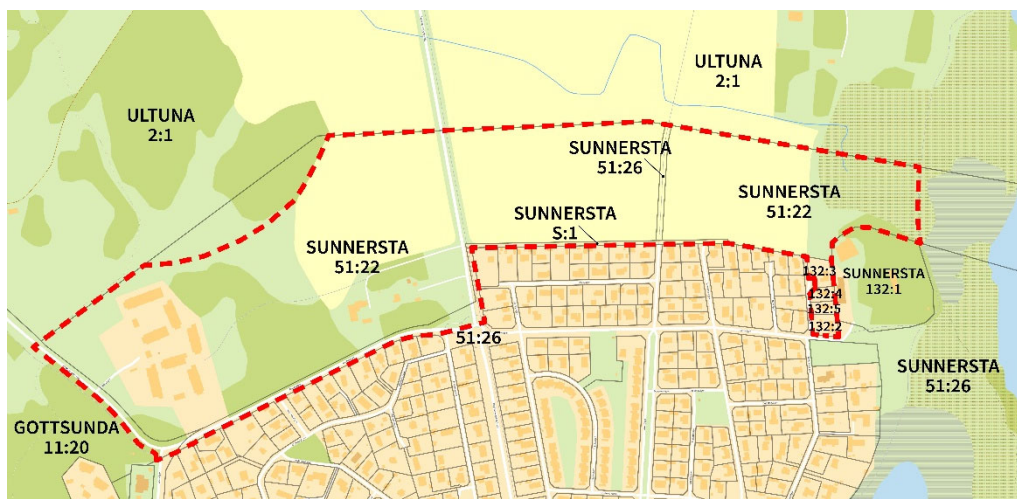 ULTUNA
2:1
ULTUNA
2:1
SUNNERSTA
51:26
SUNNERSTA
51:22
SUNNERSTA
S:1
SUNNERSTA
51:22
132:3
SUNNERSTA
132:1
132:4
132:5
132:2
51:26
SUNNERSTA
51:26
GOTTSUNDA
11:20